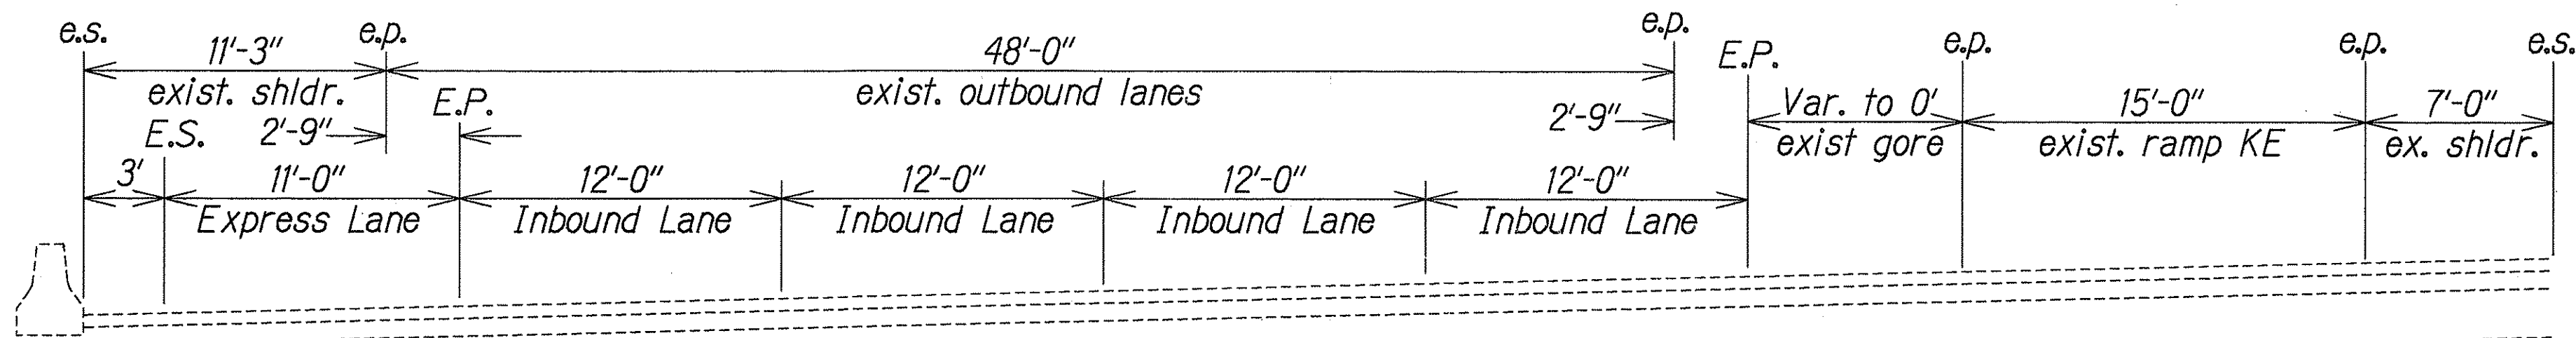 e.s.
11'-3"
e.p.
48'-0"
e.p.
E.P.
e.p.
e.p.
e.s.
exist. shldr.
E.P.
exist. outbound lanes
Var. to 0'
15'-0"
7'-0"
E.S.
2'-9"
2'-9"
exist gore
exist. ramp KE
ex. shldr.
3'
11'-0"
12'-0"
12'-0"
12'-0"
12'-0"
Express Lane
Inbound Lane
Inbound Lane
Inbound Lane
Inbound Lane